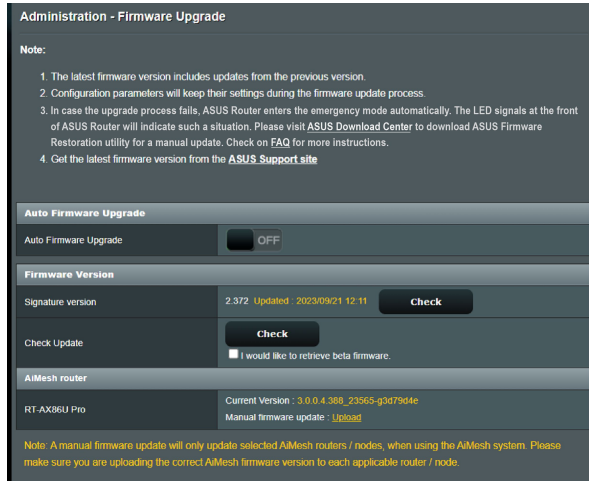 Administration - Firmware Upgrade
Note:
1. The latest firmware version includes updates from the previous version.
2. Configuration parameters will keep their settings during the firmware update process.
3. In case the upgrade process fails, ASUS Router enters the emergency mode automatically. The LED signals at the front
of ASUS Router will indicate such a situation. Please visit ASUS Download Center to download ASUS Firmware
Restoration utility for a manual update. Check on FAQ for more instructions.
4. Get the latest firmware version from the ASUS Support site
Auto Firmware Upgrade
Auto Firmware Upgrade OFF
Firmware Version
Signature version 2.372 Updated : 2023/09/21 12:11 Check
Check Update Check
I would like to retrieve beta firmware.
AiMesh router
RT-AX86U Pro Current Version : 3.0.0.4.388_23565-g3d79d4e
Manual firmware update : Upload
Note: A manual firmware update will only update selected AiMesh routers / nodes, when using the AiMesh system. Please
make sure you are uploading the correct AiMesh firmware version to each applicable router / node.